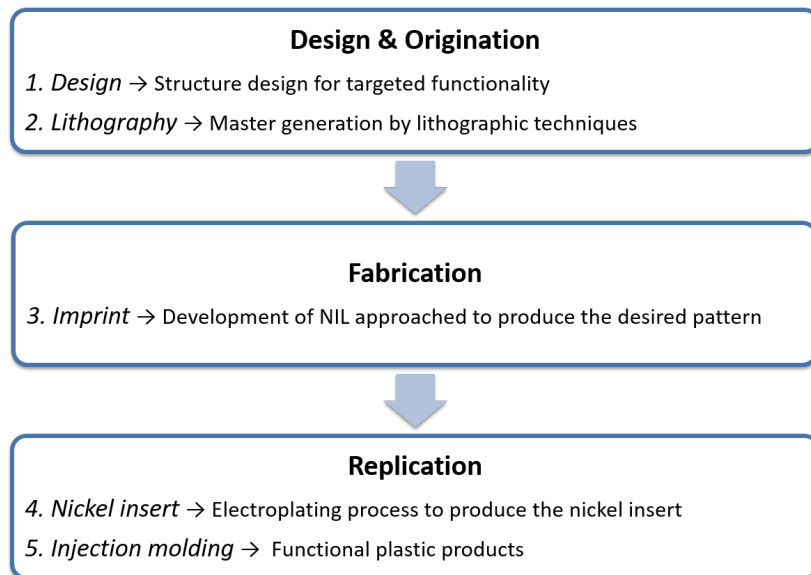 Design & Origination
1. Design → Structure design for targeted functionality
2. Lithography → Master generation by lithographic techniques
Fabrication
3. Imprint → Development of NIL approached to produce the desired pattern
Replication
4. Nickel insert → Electroplating process to produce the nickel insert
5. Injection molding → Functional plastic products